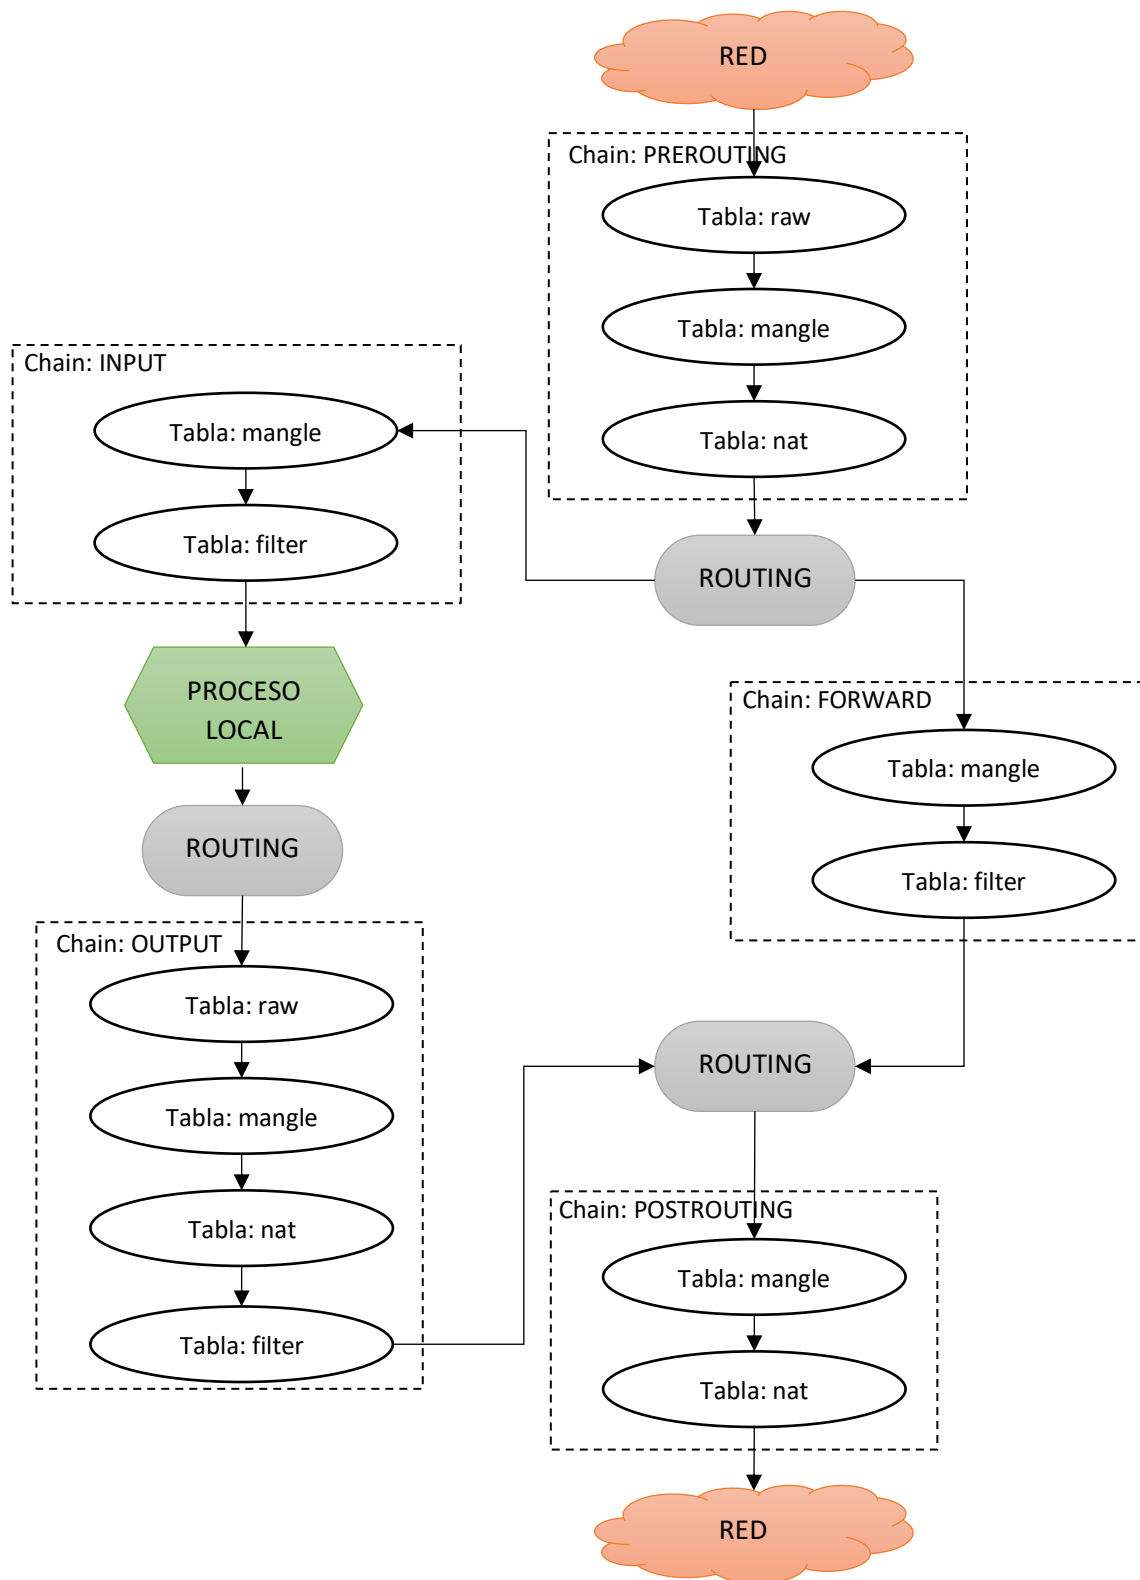 RED
Chain: PREROUTING
Tabla: raw
Tabla: mangle
Tabla: nat
ROUTING
Chain: INPUT
Tabla: mangle
Tabla: filter
PROCESO
LOCAL
ROUTING
Chain: OUTPUT
Tabla: raw
Tabla: mangle
Tabla: nat
Tabla: filter
Chain: FORWARD
Tabla: mangle
Tabla: filter
ROUTING
Chain: POSTROUTING
Tabla: mangle
Tabla: nat
RED